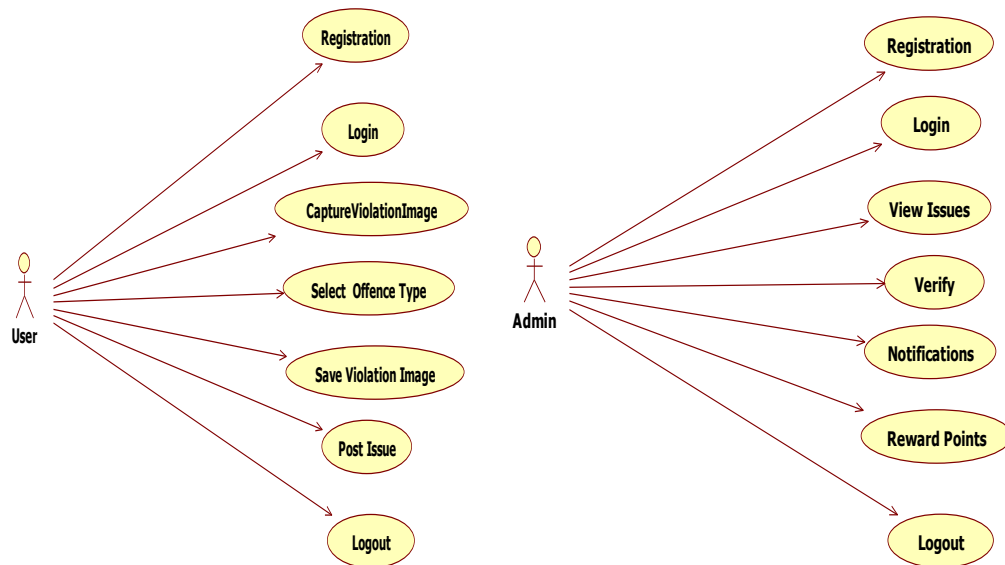 Registration
Login
CaptureViolationImage
Select Offence Type
Save Violation Image
Post Issue
Logout
User
Registration
Login
View Issues
Verify
Notifications
Reward Points
Logout
Admin